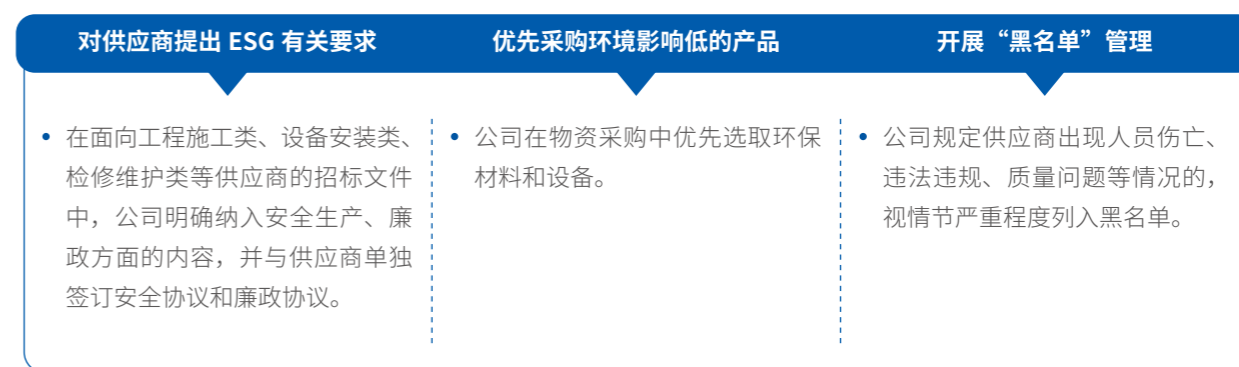 对供应商提出 ESG 有关要求
在面向工程施工类、设备安装类、
检修维护类等供应商的招标文件
中，公司明确纳入安全生产、廉
政方面的内容，并与供应商单独
签订安全协议和廉政协议。
优先采购环境影响低的产品
公司在物资采购中优先选取环保
材料和设备。
开展“黑名单”管理
公司规定供应商出现人员伤亡、
违法违规、质量问题等情况的，
视情节严重程度列入黑名单。